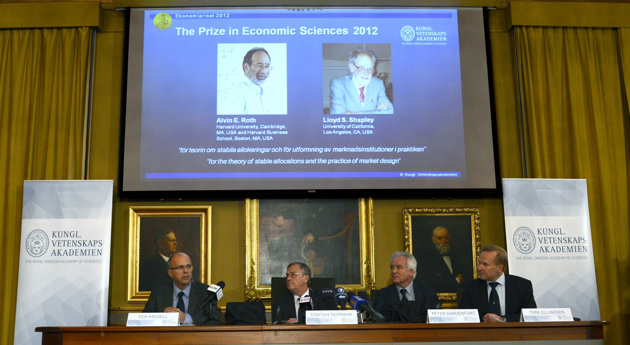 Ekonomipriset 2012
The Prize in Economic Sciences 2012
KUNGL.
VETENSKAPS
AKADEMIEN
Alvin E. Roth
Harvard University, Cambridge,
MA, USA and Harvard Business
School, Boston, MA, USA
Lloyd S. Shapley
University of California,
Los Angeles, CA, USA
"för teorin om stabila allokeringar och för utformning av marknadsinstitutioner i praktiken"
"for the theory of stable allocations and the practice of market design"
© Kungl. Vetenskapsakademien
KUNGL.
VETENSKAPS
AKADEMIEN
THE ROYAL SWEDISH ACADEMY OF SCIENCES
KUNGL.
VETENSKAPS
AKADEMIEN
THE ROYAL SWEDISH ACADEMY OF SCIENCES
PER KRUSELL
STAFFAN NORMARK
PETER GÄRDENFORS
TORE ELLINGSEN